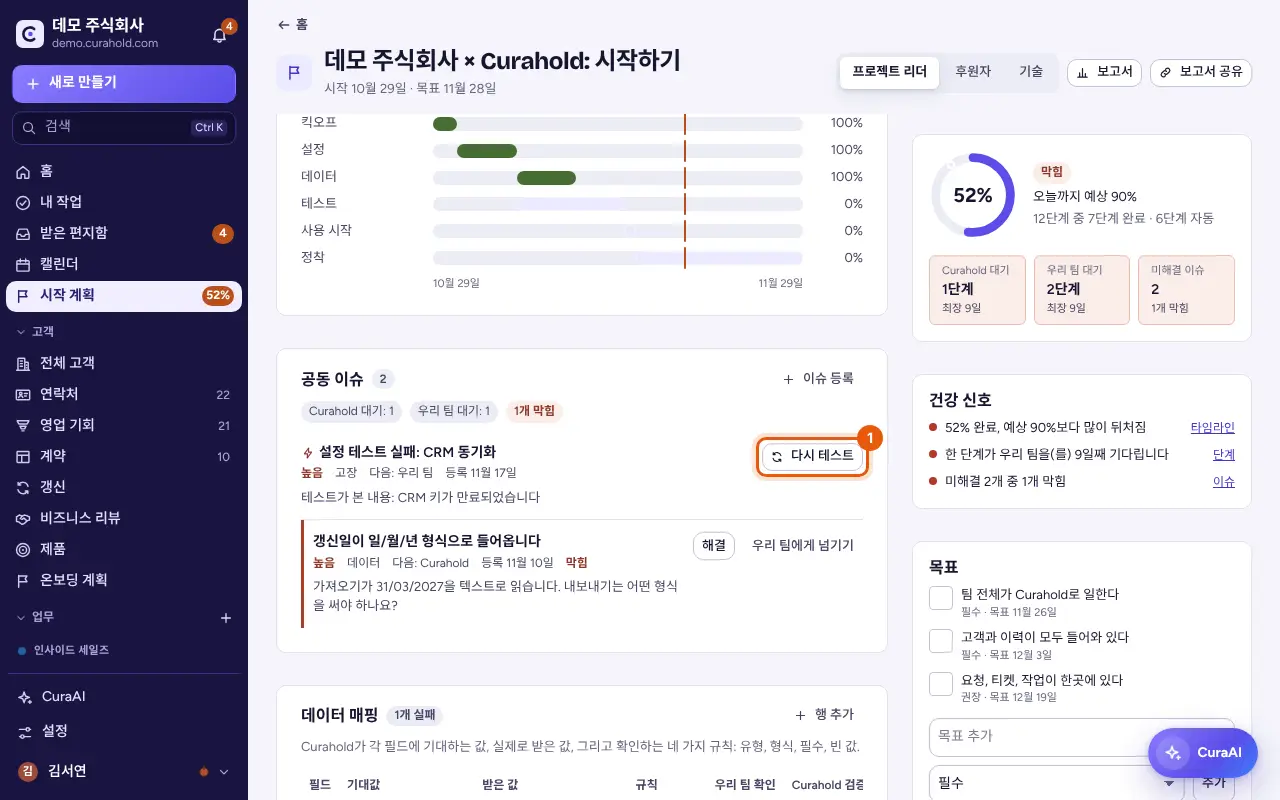 데모 주식회사
demo.curahold.com
4
새로 만들기
검색
Ctrl K
홈
내 작업
받은 편지함
4
캘린더
시작 계획
52%
고객
전체 고객
연락처
22
영업 기회
21
계약
10
갱신
비즈니스 리뷰
제품
온보딩 계획
업무
인사이드 세일즈
CuraAI
설정
김
김서연
홈
데모 주식회사 × Curahold: 시작하기
시작 10월 29일 · 목표 11월 28일
프로젝트 리더
후원자
기술
보고서
보고서 공유
킥오프
100%
설정
100%
데이터
100%
테스트
0%
사용 시작
0%
정착
0%
10월 29일
11월 29일
공동 이슈
2
이슈 등록
Curahold 대기: 1
우리 팀 대기: 1
1개 막힘
설정 테스트 실패: CRM 동기화
높음 고장 다음: 우리 팀 등록 11월 17일
테스트가 본 내용: CRM 키가 만료되었습니다
다시 테스트
1
갱신일이 일/월/년 형식으로 들어옵니다
높음 데이터 다음: Curahold 등록 11월 10일 막힘
가져오기가 31/03/2027을 텍스트로 읽습니다. 내보내기는 어떤 형식
을 써야 하나요?
해결
우리 팀에게 넘기기
데이터 매핑
1개 실패
행 추가
Curahold가 각 필드에 기대하는 값, 실제로 받은 값, 그리고 확인하는 네 가지 규칙: 유형, 형식, 필수, 빈 값.
필드 기대값 받은 값 규칙 우리 팀 확인 Curahold 검증
52%
막힘
오늘까지 예상 90%
12단계 중 7단계 완료 · 6단계 자동
Curahold 대기
1단계
최장 9일
우리 팀 대기
2단계
최장 9일
미해결 이슈
2
1개 막힘
건강 신호
52% 완료, 예상 90%보다 많이 뒤처짐
타임라인
한 단계가 우리 팀을(를) 9일째 기다립니다
단계
미해결 2개 중 1개 막힘
이슈
목표
팀 전체가 Curahold로 일한다
필수 · 목표 11월 26일
고객과 이력이 모두 들어와 있다
필수 · 목표 12월 3일
요청, 티켓, 작업이 한곳에 있다
권장 · 목표 12월 19일
목표 추가
필수
추가
CuraAI